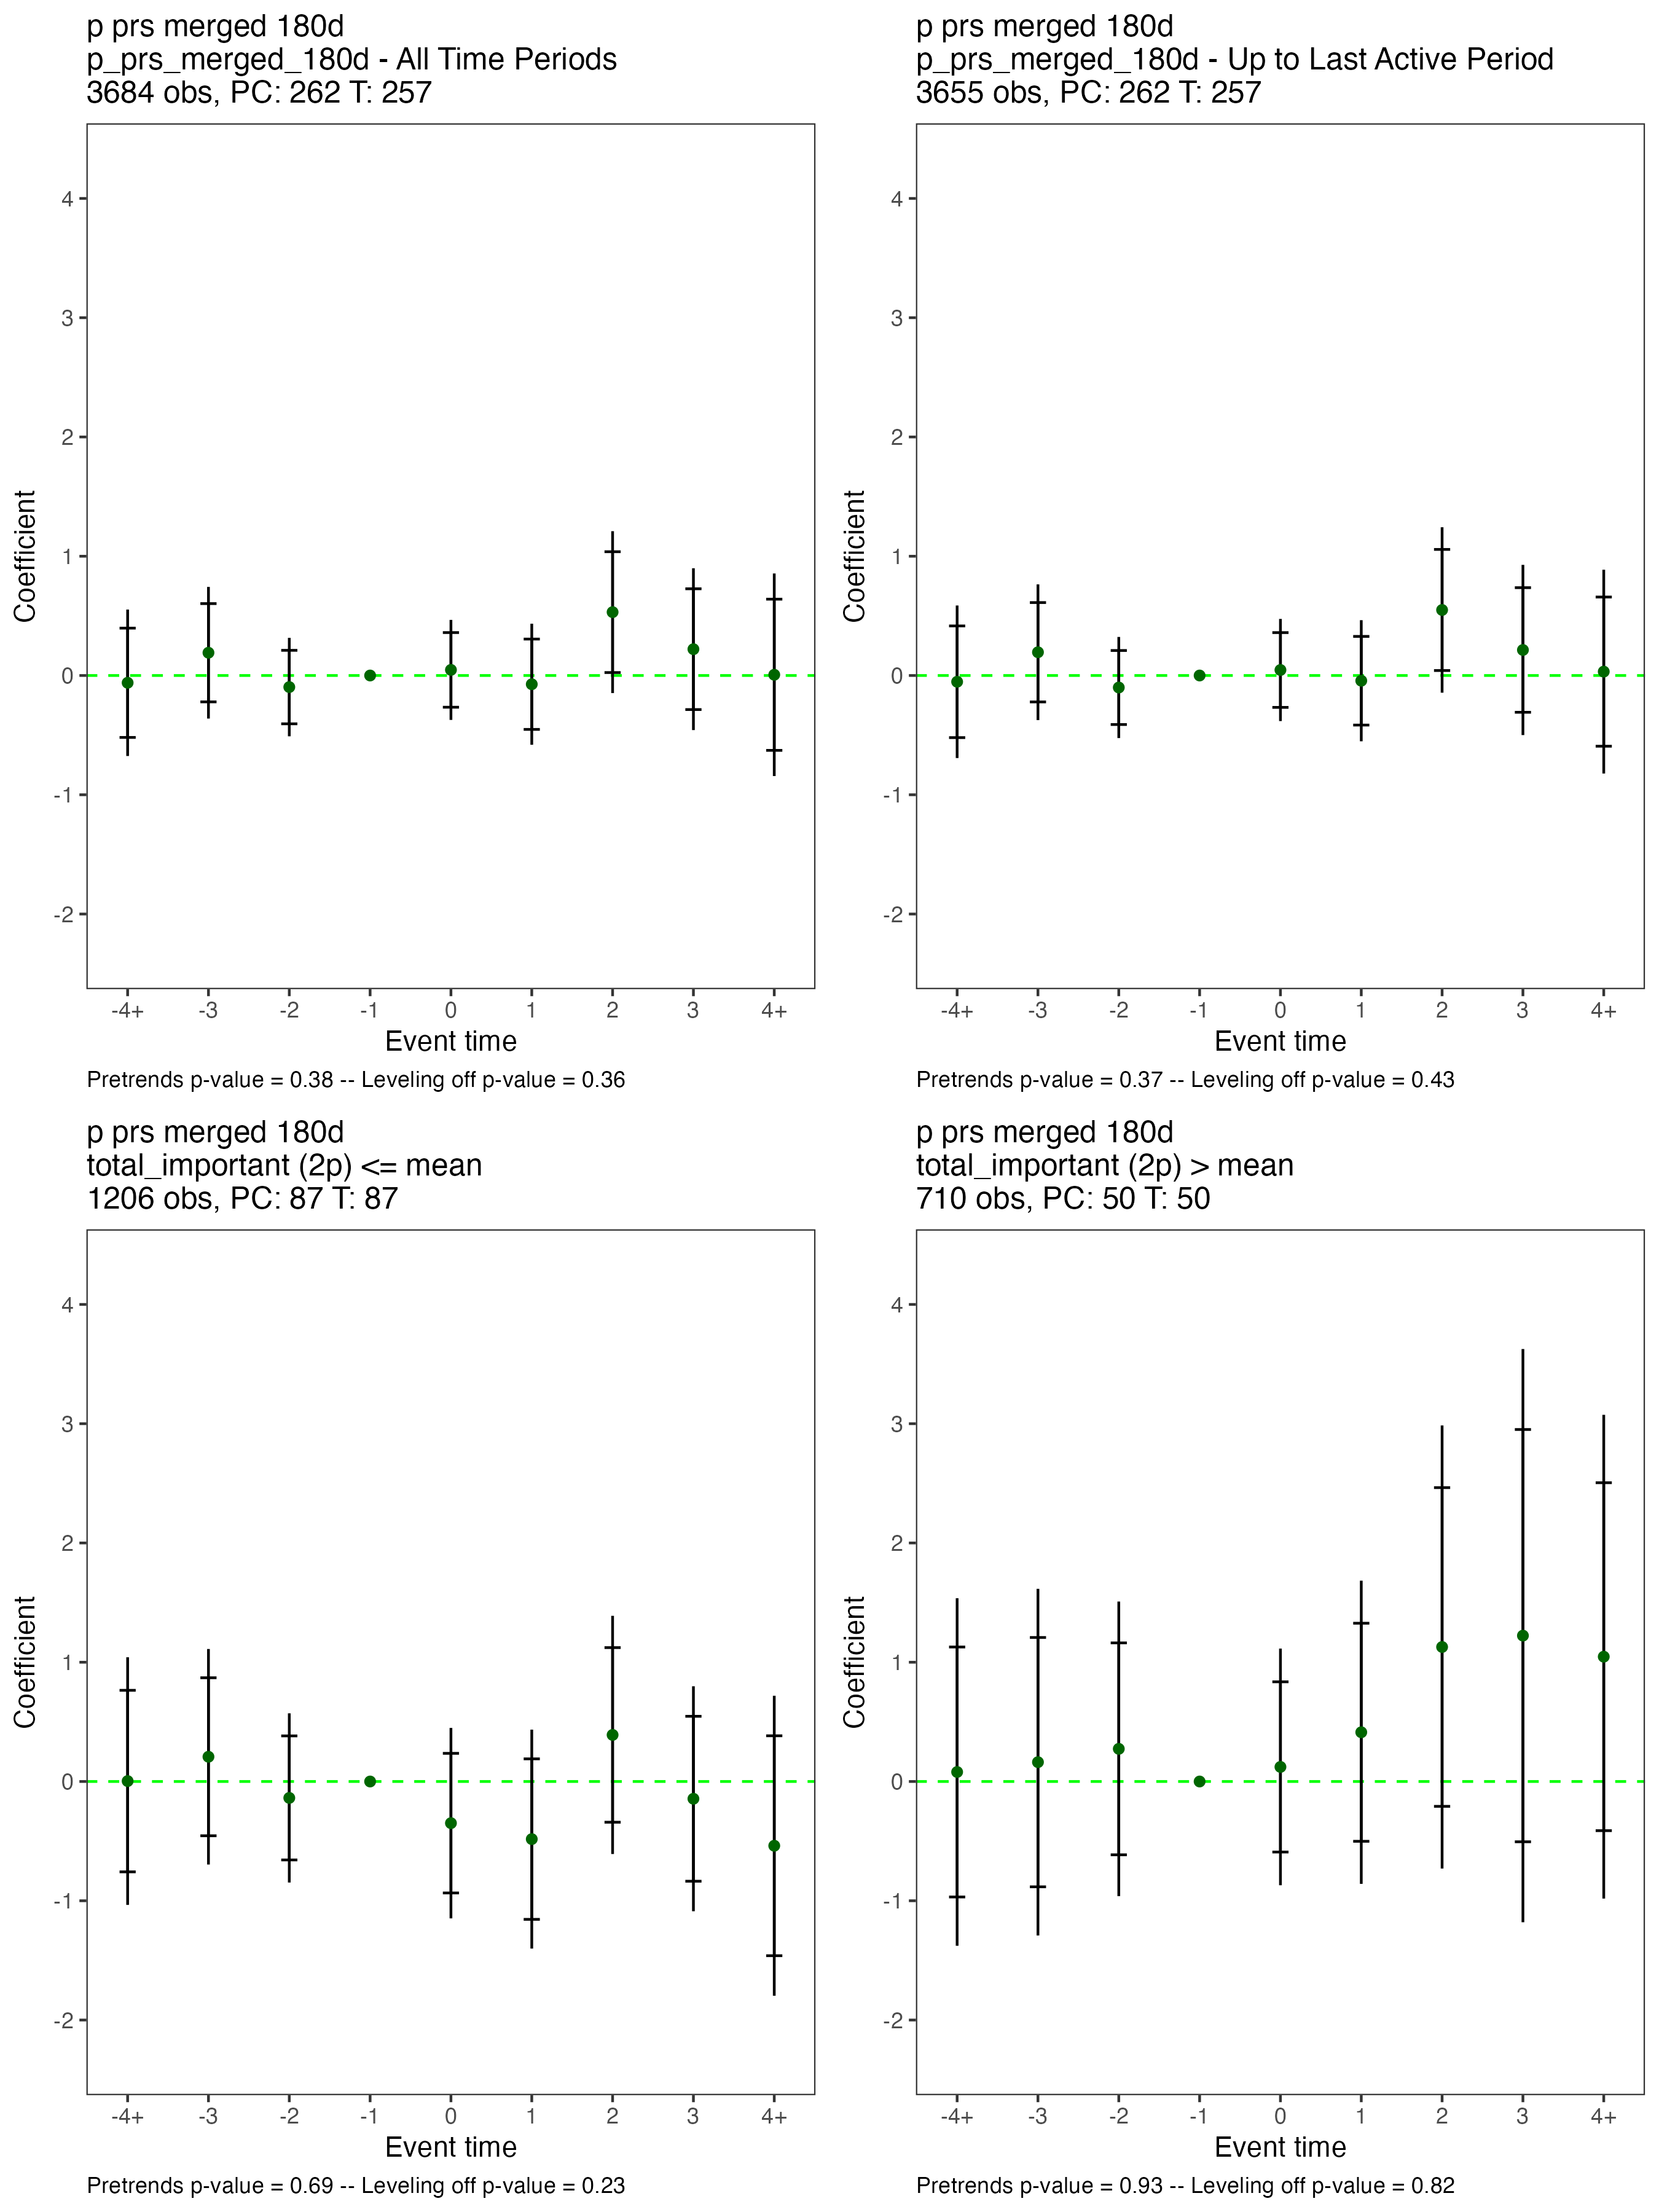 p prs merged 180d
p_prs_merged_180d - All Time Periods
3684 obs, PC: 262 T: 257
4
3
2
1
0
-1
-2
Coefficient
-4+ -3 -2 -1 0 1 2 3 4+
Event time
Pretrends p-value = 0.38 -- Leveling off p-value = 0.36
p prs merged 180d
p_prs_merged_180d - Up to Last Active Period
3655 obs, PC: 262 T: 257
4
3
2
1
0
-1
-2
Coefficient
-4+ -3 -2 -1 0 1 2 3 4+
Event time
Pretrends p-value = 0.37 -- Leveling off p-value = 0.43
p prs merged 180d
total_important (2p) <= mean
1206 obs, PC: 87 T: 87
4
3
2
1
0
-1
-2
Coefficient
-4+ -3 -2 -1 0 1 2 3 4+
Event time
Pretrends p-value = 0.69 -- Leveling off p-value = 0.23
p prs merged 180d
total_important (2p) > mean
710 obs, PC: 50 T: 50
4
3
2
1
0
-1
-2
Coefficient
-4+ -3 -2 -1 0 1 2 3 4+
Event time
Pretrends p-value = 0.93 -- Leveling off p-value = 0.82